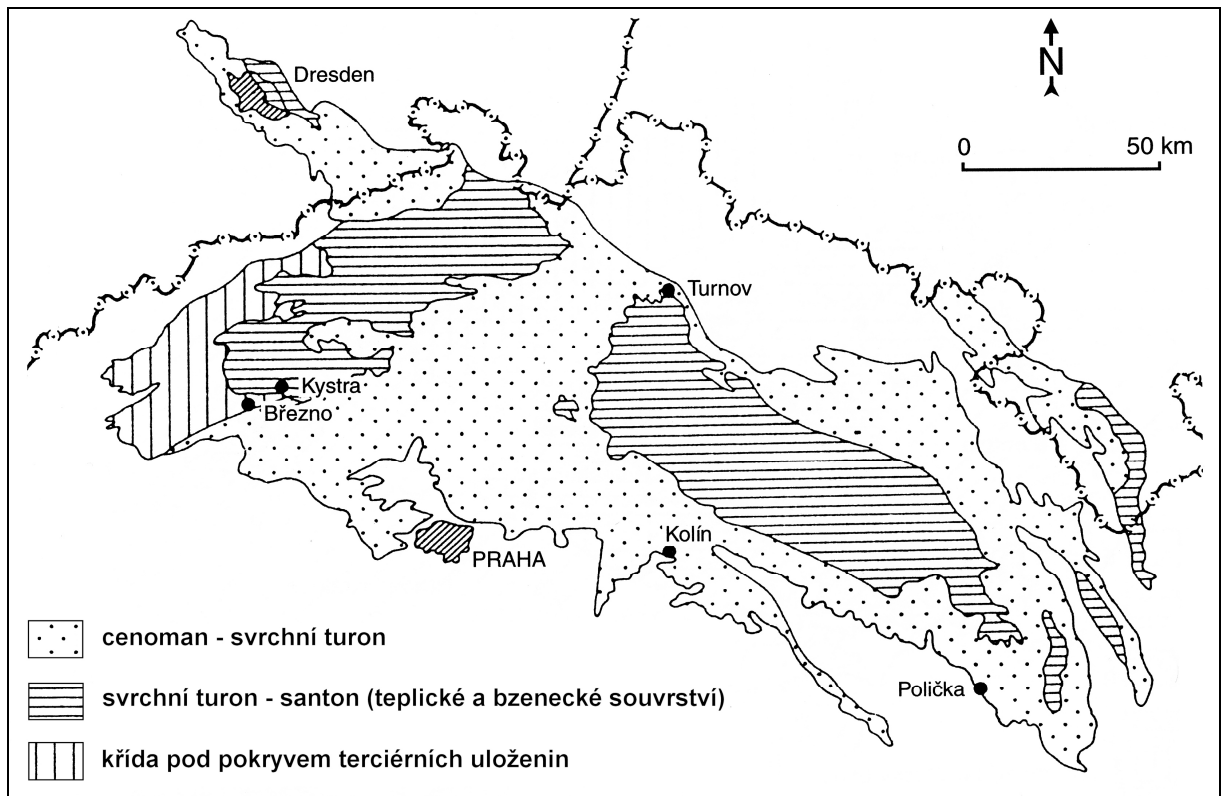 Dresden
N
0 50 km
Turnov
Kystra
Březno
Kolín
PRAHA
Polička
cenoman - svrchní turon
svrchní turon - santon (teplické a bzenecké souvrství)
křída pod pokryvem terciérních uloženin